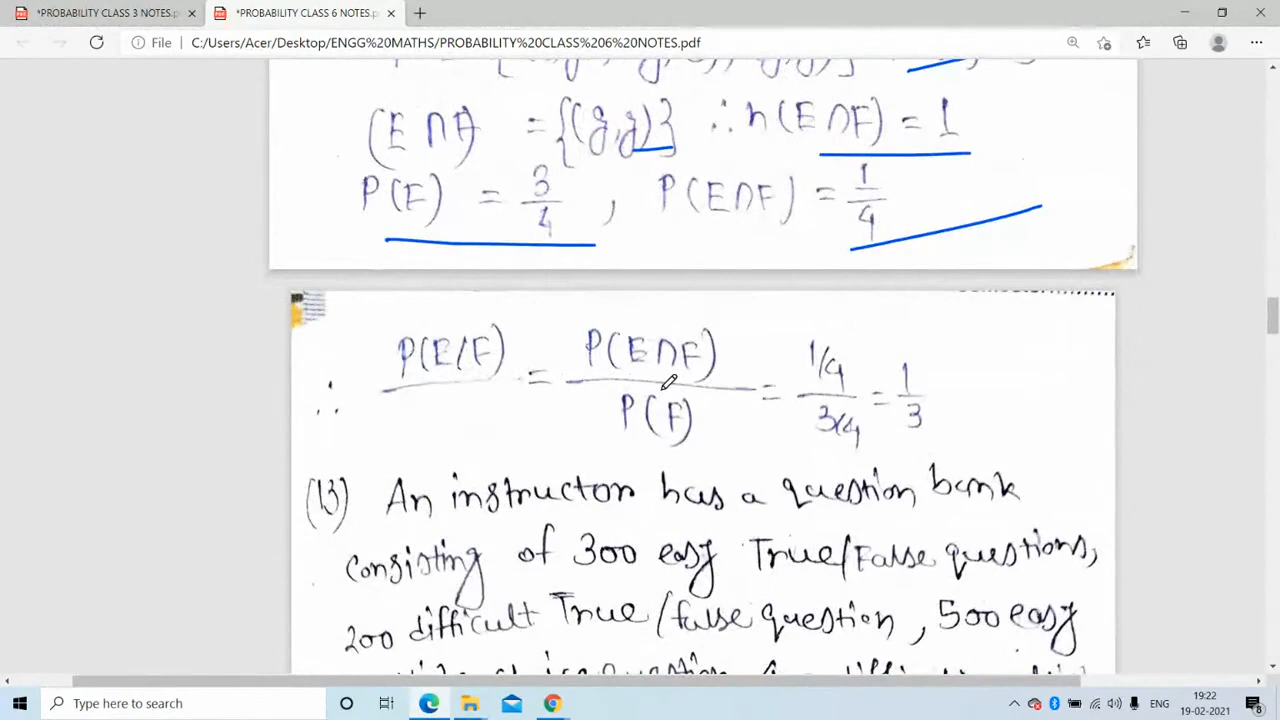 *PROBABILITY CLASS 3 NOTES.p
*PROBABILITY CLASS 6 NOTES.p
File
C:/Users/Acer/Desktop/ENGG%20MATHS/PROBABILITY%20CLASS%206%20NOTES.pdf
(E ∩ F) = {(g,g)} ∴ n(E ∩ F) = 1
P(F) = 3/4 , P(E∩F) = 1/4
∴ P(E/F) = P(E∩F)/P(F) = 1/4/3/4 = 1/3
(13) An instructor has a question bank
consisting of 300 easy True/False questions,
200 difficult True/false question, 500 easy
Type here to search
ENG
19:22
19-02-2021
8